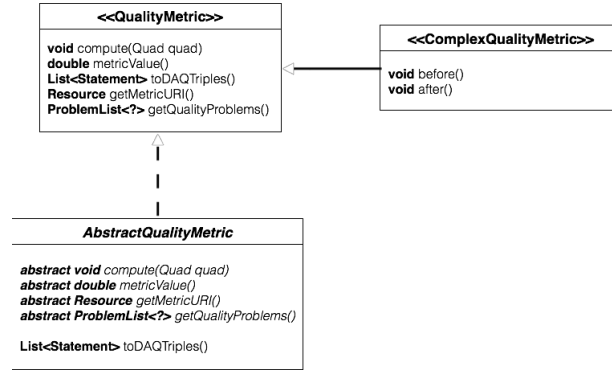 <<QualityMetric>>
void compute(Quad quad)
double metricValue()
List<Statement> toDAQTriples()
Resource getMetricURI()
ProblemList<?> getQualityProblems()
<<ComplexQualityMetric>>
void before()
void after()
AbstractQualityMetric
abstract void compute(Quad quad)
abstract double metricValue()
abstract Resource getMetricURI()
abstract ProblemList<?> getQualityProblems()
List<Statement> toDAQTriples()